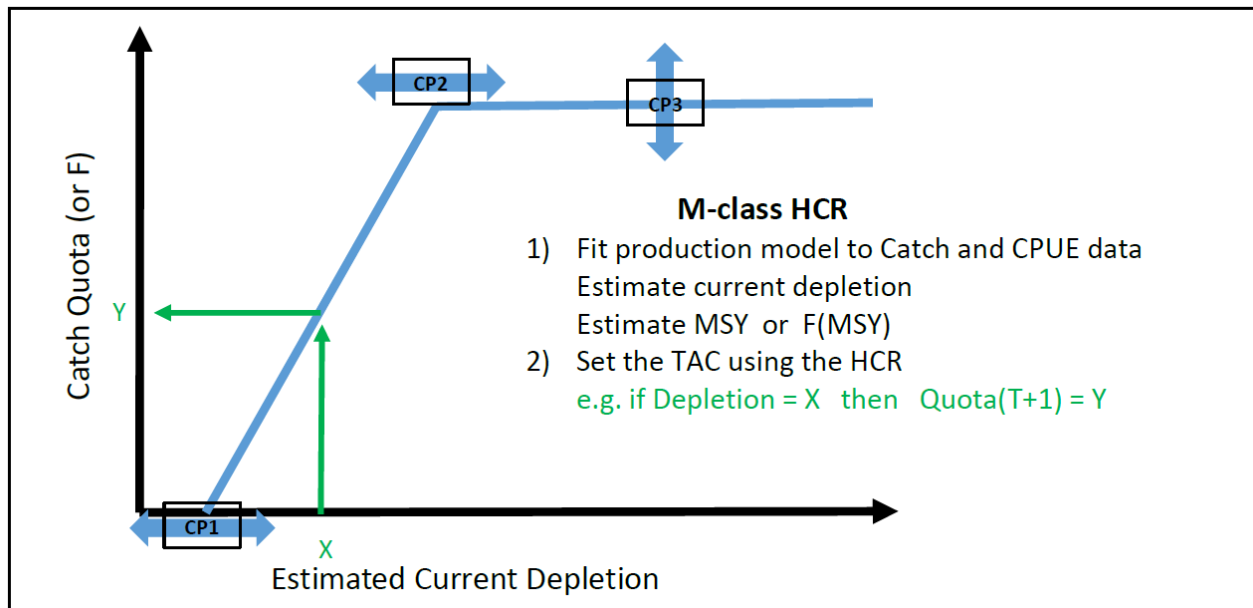 CP2
CP3
Catch Quota (or F)
M-class HCR
1) Fit production model to Catch and CPUE data
Estimate current depletion
Estimate MSY or F(MSY)
2) Set the TAC using the HCR
e.g. if Depletion = X then Quota(T+1) = Y
Y
CP1
X
Estimated Current Depletion